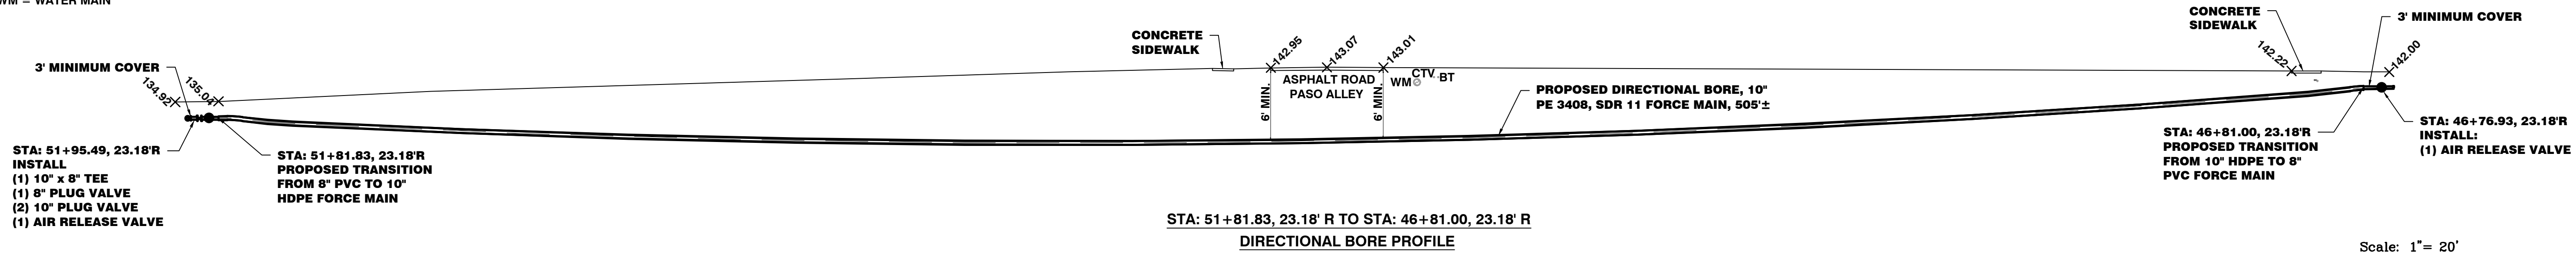 WM = WATER MAIN
3' MINIMUM COVER
134.92
135.04
STA: 51+95.49, 23.18'R
INSTALL
(1) 10" x 8" TEE
(1) 8" PLUG VALVE
(2) 10" PLUG VALVE
(1) AIR RELEASE VALVE
STA: 51+81.83, 23.18'R
PROPOSED TRANSITION
FROM 8" PVC TO 10"
HDPE FORCE MAIN
CONCRETE
SIDEWALK
142.95
143.07
143.01
ASPHALT ROAD
PASO ALLEY
6' MIN.
6' MIN.
WM
CTV
BT
PROPOSED DIRECTIONAL BORE, 10"
PE 3408, SDR 11 FORCE MAIN, 505'±
CONCRETE
SIDEWALK
3' MINIMUM COVER
142.22
142.00
STA: 46+81.00, 23.18'R
PROPOSED TRANSITION
FROM 10" HDPE TO 8"
PVC FORCE MAIN
STA: 46+76.93, 23.18'R
INSTALL:
(1) AIR RELEASE VALVE
STA: 51+81.83, 23.18' R TO STA: 46+81.00, 23.18' R
DIRECTIONAL BORE PROFILE
Scale: 1"= 20'